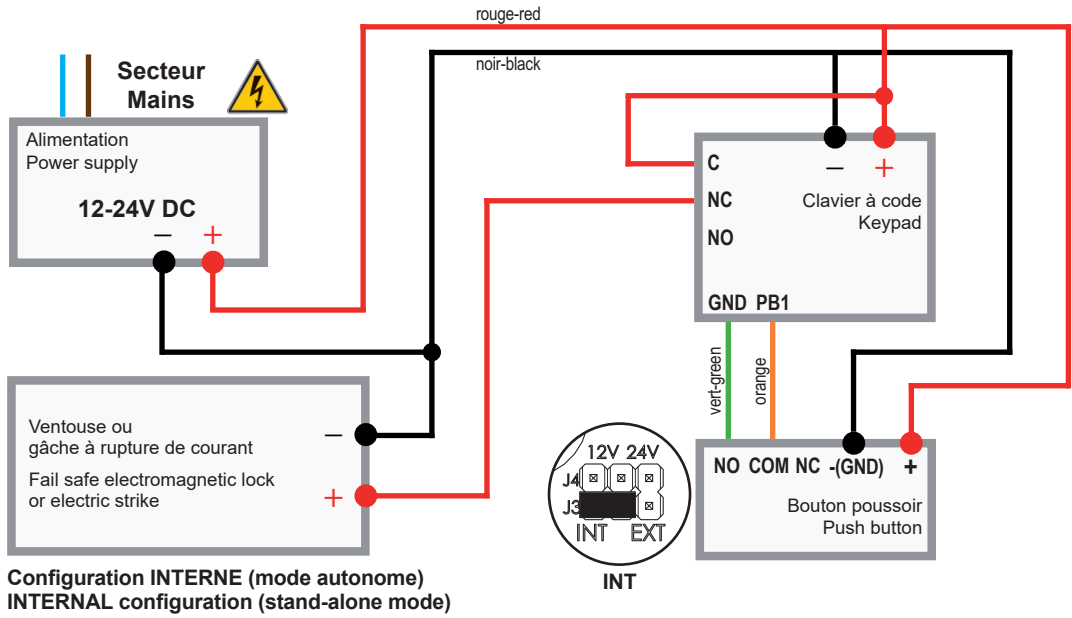 rouge-red
noir-black
Secteur
Mains
Alimentation
Power supply
12-24V DC
– +
C
NC
NO
– +
Clavier à code
Keypad
GND PB1
vert-green
orange
Ventouse ou
gâche à rupture de courant
–
Fail safe electromagnetic lock
or electric strike
+
12V 24V
J4
J3
INT EXT
INT
NO COM NC -(GND) +
Bouton poussoir
Push button
Configuration INTERNE (mode autonome)
INTERNAL configuration (stand-alone mode)